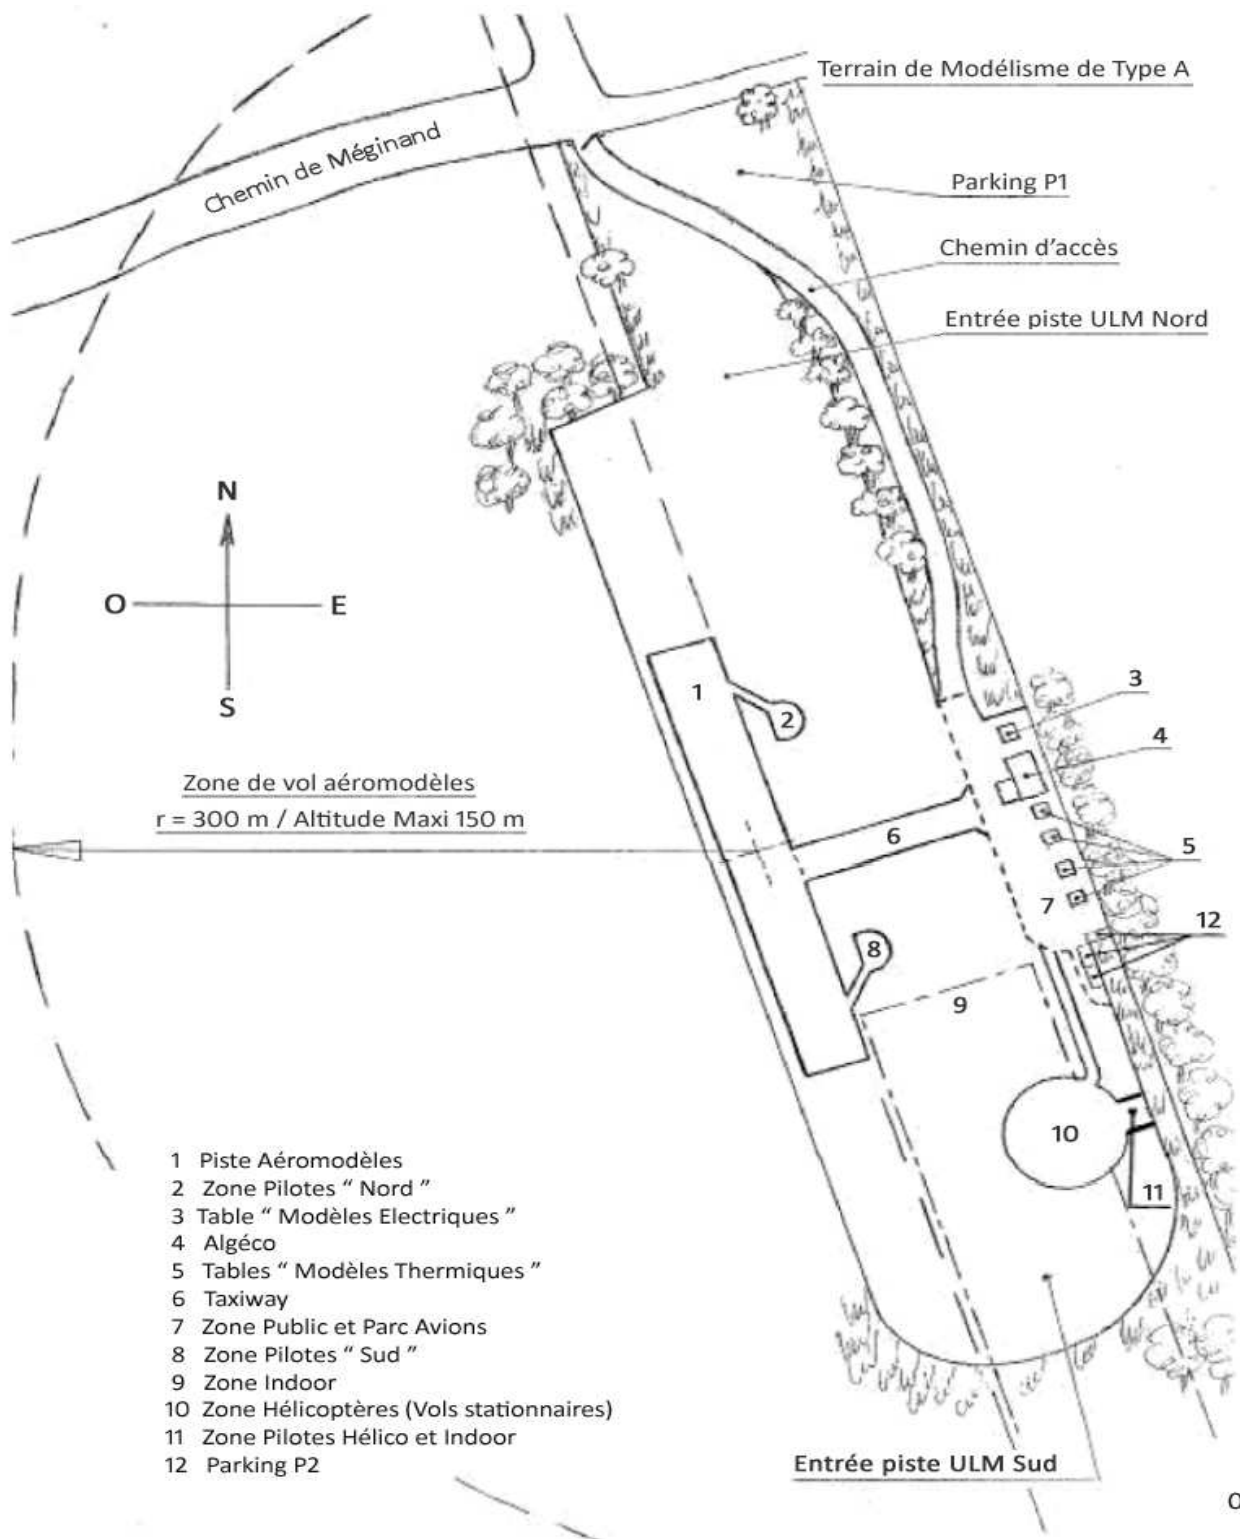 Terrain de Modélisme de Type A
Chemin de Méginand
Parking P1
Chemin d'accès
Entrée piste ULM Nord
N
O
E
S
1
2
3
4
Zone de vol aéromodèles
r = 300 m / Altitude Maxi 150 m
6
5
7
12
8
9
10
11
1 Piste Aéromodèles
2 Zone Pilotes “ Nord ”
3 Table “ Modèles Electriques ”
4 Algéco
5 Tables “ Modèles Thermiques ”
6 Taxiway
7 Zone Public et Parc Avions
8 Zone Pilotes “ Sud ”
9 Zone Indoor
10 Zone Hélicoptères (Vols stationnaires)
11 Zone Pilotes Hélico et Indoor
12 Parking P2
Entrée piste ULM Sud
0